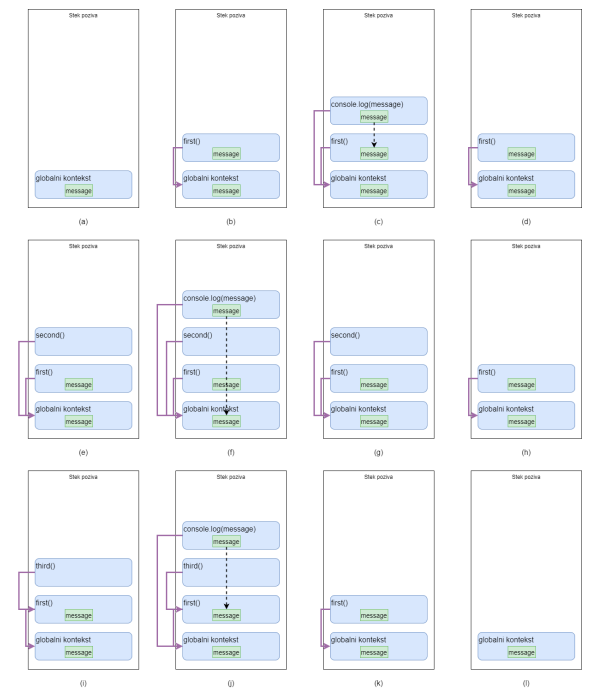 Stek poziva
globalni kontekst
message
(a)
Stek poziva
first()
message
globalni kontekst
message
(b)
Stek poziva
console.log(message)
message
first()
message
globalni kontekst
message
(c)
Stek poziva
first()
message
globalni kontekst
message
(d)
Stek poziva
second()
first()
message
globalni kontekst
message
(e)
Stek poziva
console.log(message)
message
second()
first()
message
globalni kontekst
message
(f)
Stek poziva
second()
first()
message
globalni kontekst
message
(g)
Stek poziva
first()
message
globalni kontekst
message
(h)
Stek poziva
third()
first()
message
globalni kontekst
message
(i)
Stek poziva
console.log(message)
message
third()
first()
message
globalni kontekst
message
(j)
Stek poziva
first()
message
globalni kontekst
message
(k)
Stek poziva
globalni kontekst
message
(l)